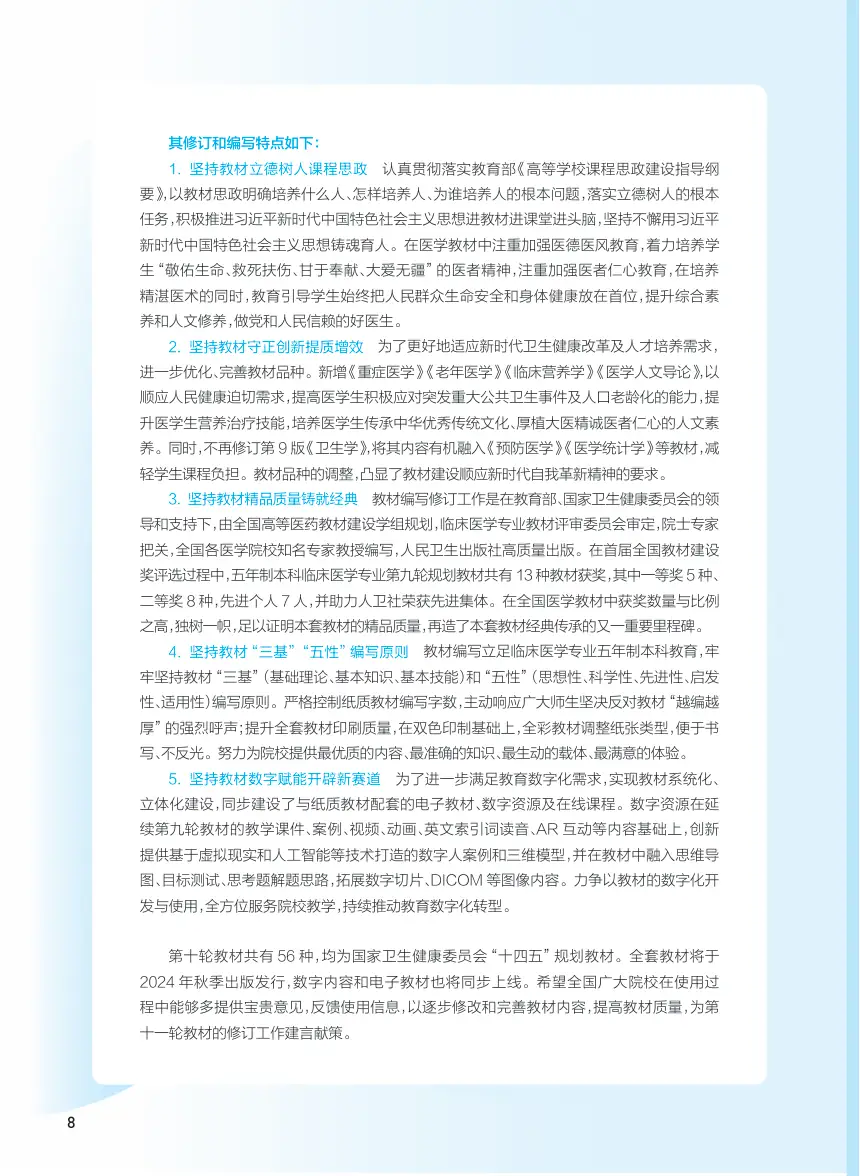 其修订和编写特点如下：
1. 坚持教材立德树人课程思政　认真贯彻落实教育部《高等学校课程思政建设指导纲
要》，以教材思政明确培养什么人、怎样培养人、为谁培养人的根本问题，落实立德树人的根本
任务，积极推进习近平新时代中国特色社会主义思想进教材进课堂进头脑，坚持不懈用习近平
新时代中国特色社会主义思想铸魂育人。在医学教材中注重加强医德医风教育，着力培养学
生“敬佑生命、救死扶伤、甘于奉献、大爱无疆”的医者精神，注重加强医者仁心教育，在培养
精湛医术的同时，教育引导学生始终把人民群众生命安全和身体健康放在首位，提升综合素
养和人文修养，做党和人民信赖的好医生。
2. 坚持教材守正创新提质增效　为了更好地适应新时代卫生健康改革及人才培养需求，
进一步优化、完善教材品种。新增《重症医学》《老年医学》《临床营养学》《医学人文导论》，以
顺应人民健康迫切需求，提高医学生积极应对突发重大公共卫生事件及人口老龄化的能力，提
升医学生营养治疗技能，培养医学生传承中华优秀传统文化、厚植大医精诚医者仁心的人文素
养。同时，不再修订第9版《卫生学》，将其内容有机融入《预防医学》《医学统计学》等教材，减
轻学生课程负担。教材品种的调整，凸显了教材建设顺应新时代自我革新精神的要求。
3. 坚持教材精品质量铸就经典　教材编写修订工作是在教育部、国家卫生健康委员会的领
导和支持下，由全国高等医药教材建设学组规划，临床医学专业教材评审委员会审定，院士专家
把关，全国各医学院校知名专家教授编写，人民卫生出版社高质量出版。在首届全国教材建设
奖评选过程中，五年制本科临床医学专业第九轮规划教材共有13种教材获奖，其中一等奖5种、
二等奖8种，先进个人7人，并助力人卫社荣获先进集体。在全国医学教材中获奖数量与比例
之高，独树一帜，足以证明本套教材的精品质量，再造了本套教材经典传承的又一重要里程碑。
4. 坚持教材“三基”“五性”编写原则　教材编写立足临床医学专业五年制本科教育，牢
牢坚持教材“三基”（基础理论、基本知识、基本技能）和“五性”（思想性、科学性、先进性、启发
性、适用性）编写原则。严格控制纸质教材编写字数，主动响应广大师生坚决反对教材“越编越
厚”的强烈呼声；提升全套教材印刷质量，在双色印制基础上，全彩教材调整纸张类型，便于书
写、不反光。努力为院校提供最优质的内容、最准确的知识、最生动的载体、最满意的体验。
5. 坚持教材数字赋能开辟新赛道　为了进一步满足教育数字化需求，实现教材系统化、
立体化建设，同步建设了与纸质教材配套的电子教材、数字资源及在线课程。数字资源在延
续第九轮教材的教学课件、案例、视频、动画、英文索引词读音、AR互动等内容基础上，创新
提供基于虚拟现实和人工智能等技术打造的数字人案例和三维模型，并在教材中融入思维导
图、目标测试、思考题解题思路，拓展数字切片、DICOM等图像内容。力争以教材的数字化开
发与使用，全方位服务院校教学，持续推动教育数字化转型。
第十轮教材共有56种，均为国家卫生健康委员会“十四五”规划教材。全套教材将于
2024年秋季出版发行，数字内容和电子教材也将同步上线。希望全国广大院校在使用过
程中能够多提供宝贵意见，反馈使用信息，以逐步修改和完善教材内容，提高教材质量，为第
十一轮教材的修订工作建言献策。
8